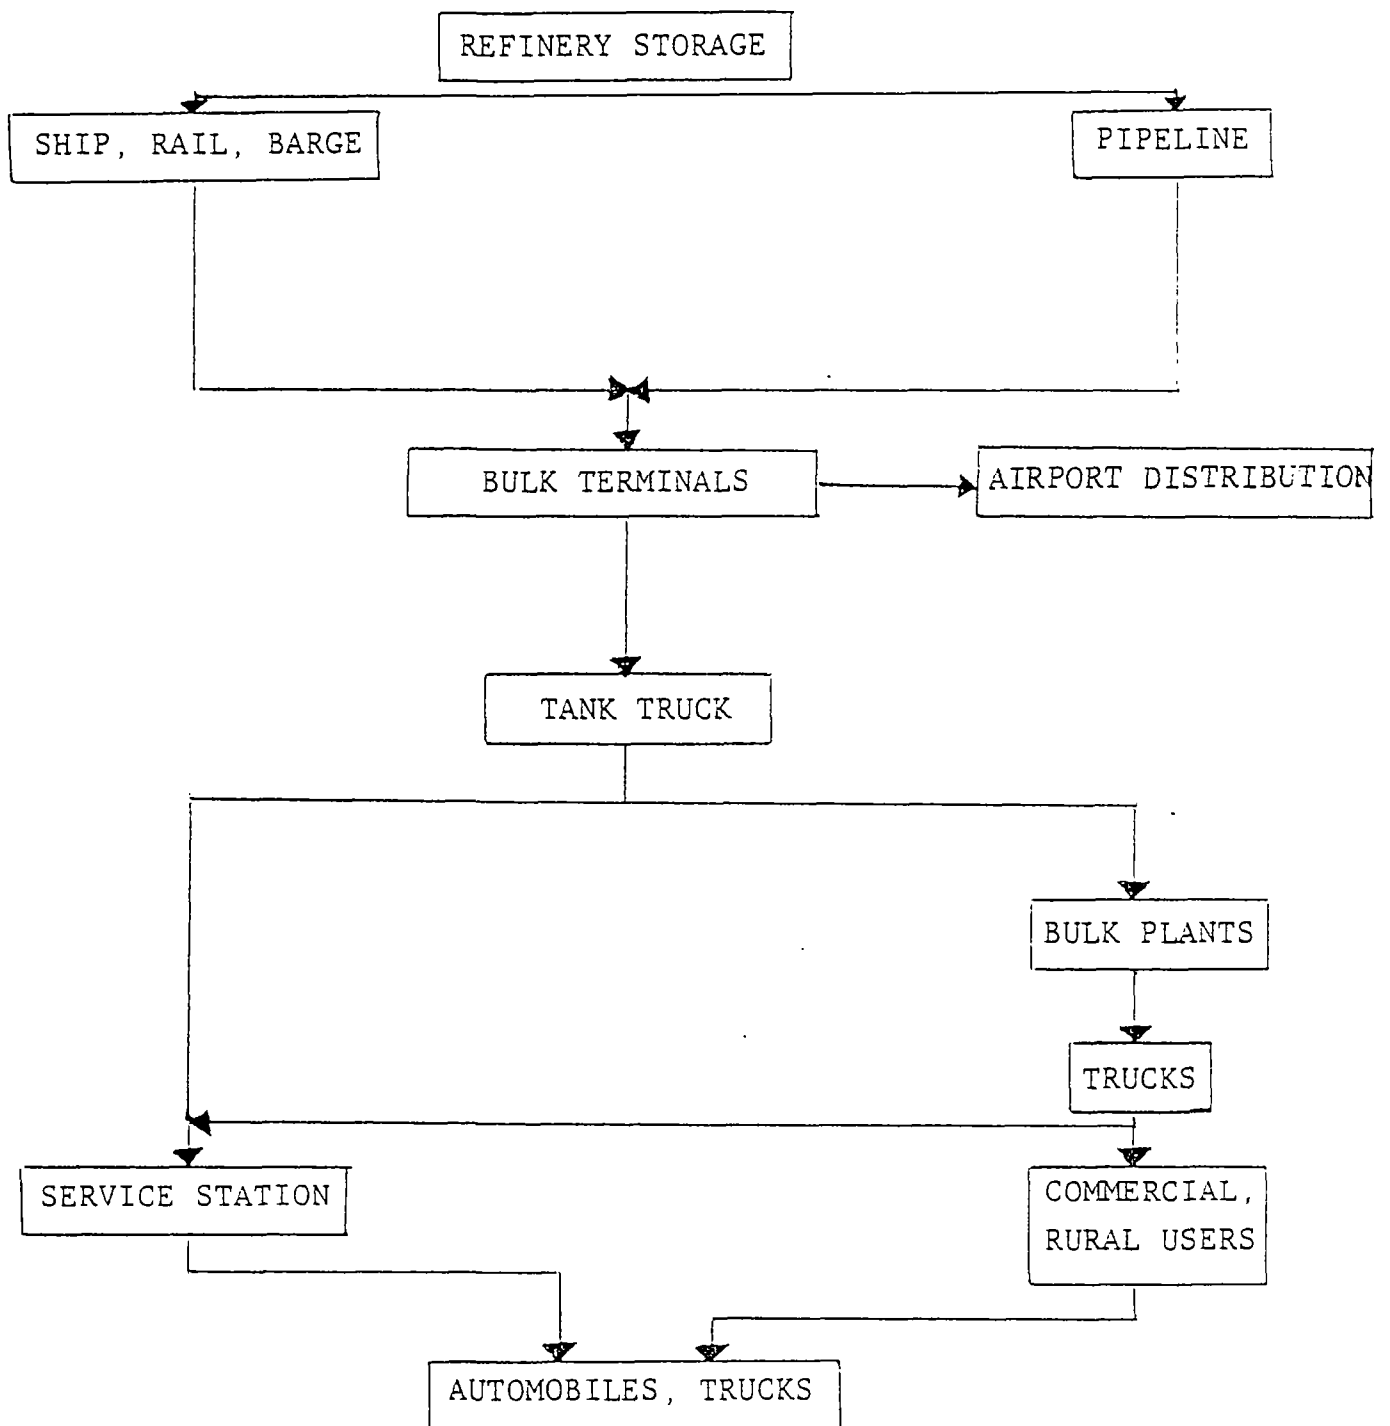 REFINERY STORAGE
SHIP, RAIL, BARGE
PIPELINE
BULK TERMINALS
AIRPORT DISTRIBUTION
TANK TRUCK
BULK PLANTS
TRUCKS
SERVICE STATION
COMMERCIAL,
RURAL USERS
AUTOMOBILES, TRUCKS